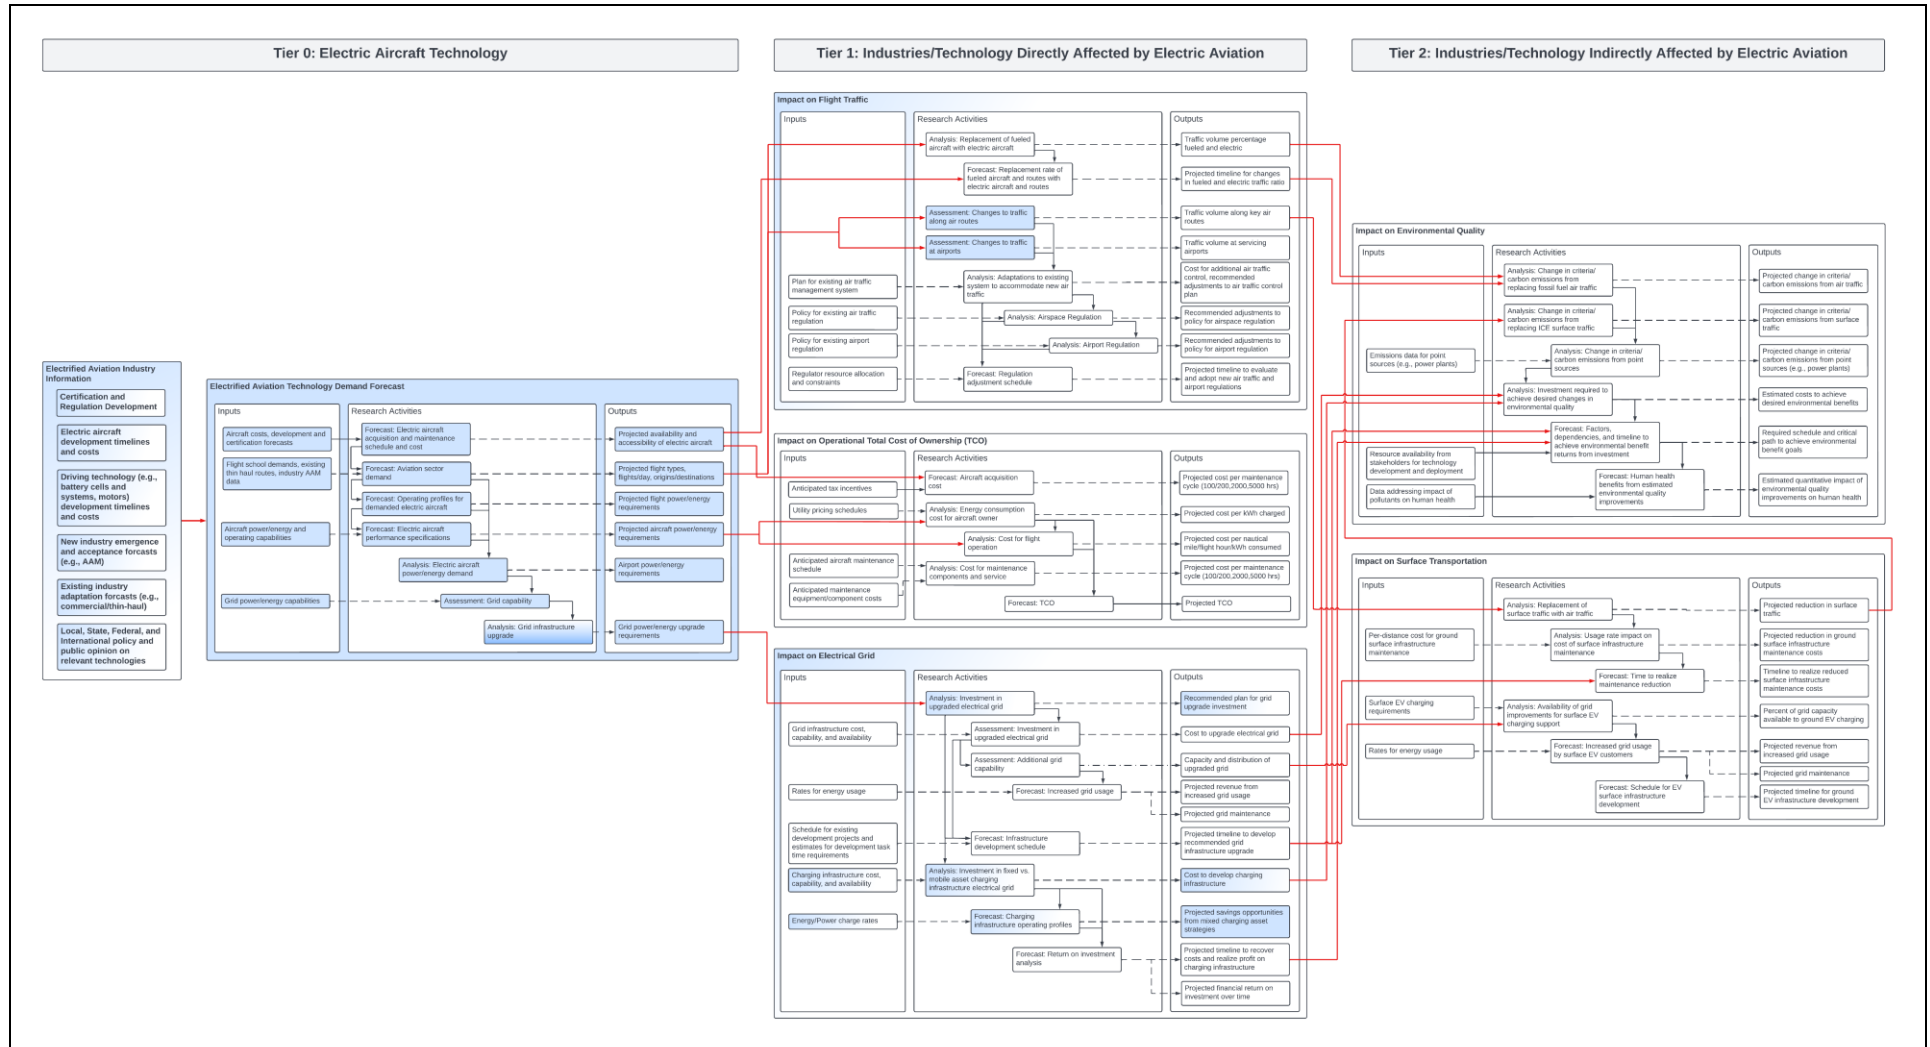 Tier 0: Electric Aircraft Technology
Tier 1: Industries/Technology Directly Affected by Electric Aviation
Tier 2: Industries/Technology Indirectly Affected by Electric Aviation
Electrified Aviation Industry
Information
Certification and
Regulation Development
Electric aircraft
development timelines
and costs
Driving technology (e.g.,
battery cells and
systems, motors)
development timelines
and costs
New industry emergence
and acceptance forcasts
(e.g., AAM)
Existing industry
adaptation forcasts (e.g.,
commercial/thin-haul)
Local, State, Federal, and
International policy and
public opinion on
relevant technologies
Electrified Aviation Technology Demand Forecast
Inputs
Aircraft costs, development and
certification forecasts
Flight school demands, existing
thin haul routes, industry AAM
data
Aircraft power/energy and
operating capabilities
Grid power/energy capabilities
Research Activities
Forecast: Electric aircraft
acquisition and maintenance
schedule and cost
Forecast: Aviation sector
demand
Forecast: Operating profiles for
demanded electric aircraft
Forecast: Electric aircraft
performance specifications
Analysis: Electric aircraft
power/energy demand
Assessment: Grid capability
Analysis: Grid infrastructure
upgrade
Outputs
Projected availability and
accessibility of electric aircraft
Projected flight types,
flights/day, origins/destinations
Projected flight power/energy
requirements
Projected aircraft power/energy
requirements
Airport power/energy
requirements
Grid power/energy upgrade
requirements
Impact on Flight Traffic
Inputs
Plan for existing air traffic
management system
Policy for existing air traffic
regulation
Policy for existing airport
regulation
Regulator resource allocation
and constraints
Research Activities
Analysis: Replacement of fueled
aircraft with electric aircraft
Forecast: Replacement rate of
fueled aircraft and routes with
electric aircraft and routes
Assessment: Changes to traffic
along air routes
Assessment: Changes to traffic
at airports
Analysis: Adaptations to existing
system to accommodate new air
traffic
Analysis: Airspace Regulation
Analysis: Airport Regulation
Forecast: Regulation
adjustment schedule
Outputs
Traffic volume percentage
fueled and electric
Projected timeline for changes
in fueled and electric traffic ratio
Traffic volume along key air
routes
Traffic volume at servicing
airports
Cost for additional air traffic
control, recommended
adjustments to air traffic control
plan
Recommended adjustments to
policy for airspace regulation
Recommended adjustments to
policy for airport regulation
Projected timeline to evaluate
and adopt new air traffic and
airport regulations
Impact on Operational Total Cost of Ownership (TCO)
Inputs
Anticipated tax incentives
Utility pricing schedules
Anticipated aircraft maintenance
schedule
Anticipated maintenance
equipment/component costs
Research Activities
Forecast: Aircraft acquisition
cost
Analysis: Energy consumption
cost for aircraft owner
Analysis: Cost for flight
operation
Analysis: Cost for maintenance
components and service
Forecast: TCO
Outputs
Projected cost per maintenance
cycle (100/200,2000,5000 hrs)
Projected cost per kWh charged
Projected cost per nautical
mile/flight hour/kWh consumed
Projected cost per maintenance
cycle (100/200,2000,5000 hrs)
Projected TCO
Impact on Electrical Grid
Inputs
Grid infrastructure cost,
capability, and availability
Rates for energy usage
Schedule for existing
development projects and
estimates for development task
time requirements
Charging infrastructure cost,
capability, and availability
Energy/Power charge rates
Research Activities
Analysis: Investment in
upgraded electrical grid
Assessment: Investment in
upgraded electrical grid
Assessment: Additional grid
capability
Forecast: Increased grid usage
Forecast: Infrastructure
development schedule
Analysis: Investment in fixed vs.
mobile asset charging
infrastructure electrical grid
Forecast: Charging
infrastructure operating profiles
Forecast: Return on investment
analysis
Outputs
Recommended plan for grid
upgrade investment
Cost to upgrade electrical grid
Capacity and distribution of
upgraded grid
Projected revenue from
increased grid usage
Projected grid maintenance
Projected timeline to develop
recommended grid
infrastructure upgrade
Cost to develop charging
infrastructure
Projected savings opportunities
from mixed charging asset
strategies
Projected timeline to recover
costs and realize profit on
charging infrastructure
Projected financial return on
investment over time
Impact on Environmental Quality
Inputs
Emissions data for point
sources (e.g., power plants)
Resource availability from
stakeholders for technology
development and deployment
Data addressing impact of
pollutants on human health
Research Activities
Analysis: Change in criteria/
carbon emissions from
replacing fossil fuel air traffic
Analysis: Change in criteria/
carbon emissions from
replacing ICE surface traffic
Analysis: Change in criteria/
carbon emissions from point
sources
Analysis: Investment required to
achieve desired changes in
environmental quality
Forecast: Factors,
dependencies, and timeline to
achieve environmental benefit
returns from investment
Forecast: Human health
benefits from estimated
environmental quality
improvements
Outputs
Projected change in criteria/
carbon emissions from air traffic
Projected change in criteria/
carbon emissions from surface
traffic
Projected change in criteria/
carbon emissions from point
sources (e.g., power plants)
Estimated costs to achieve
desired environmental benefits
Required schedule and critical
path to achieve environmental
benefit goals
Estimated quantitative impact of
environmental quality
improvements on human health
Impact on Surface Transportation
Inputs
Per-distance cost for ground
surface infrastructure
maintenance
Surface EV charging
requirements
Rates for energy usage
Research Activities
Analysis: Replacement of
surface traffic with air traffic
Analysis: Usage rate impact on
cost of surface infrastructure
maintenance
Forecast: Time to realize
maintenance reduction
Analysis: Availability of grid
improvements for surface EV
charging support
Forecast: Increased grid usage
by surface EV customers
Forecast: Schedule for EV
surface infrastructure
development
Outputs
Projected reduction in surface
traffic
Projected reduction in ground
surface infrastructure
maintenance costs
Timeline to realize reduced
surface infrastructure
maintenance costs
Percent of grid capacity
available to ground EV charging
Projected revenue from
increased grid usage
Projected grid maintenance
Projected timeline for ground
EV infrastructure development